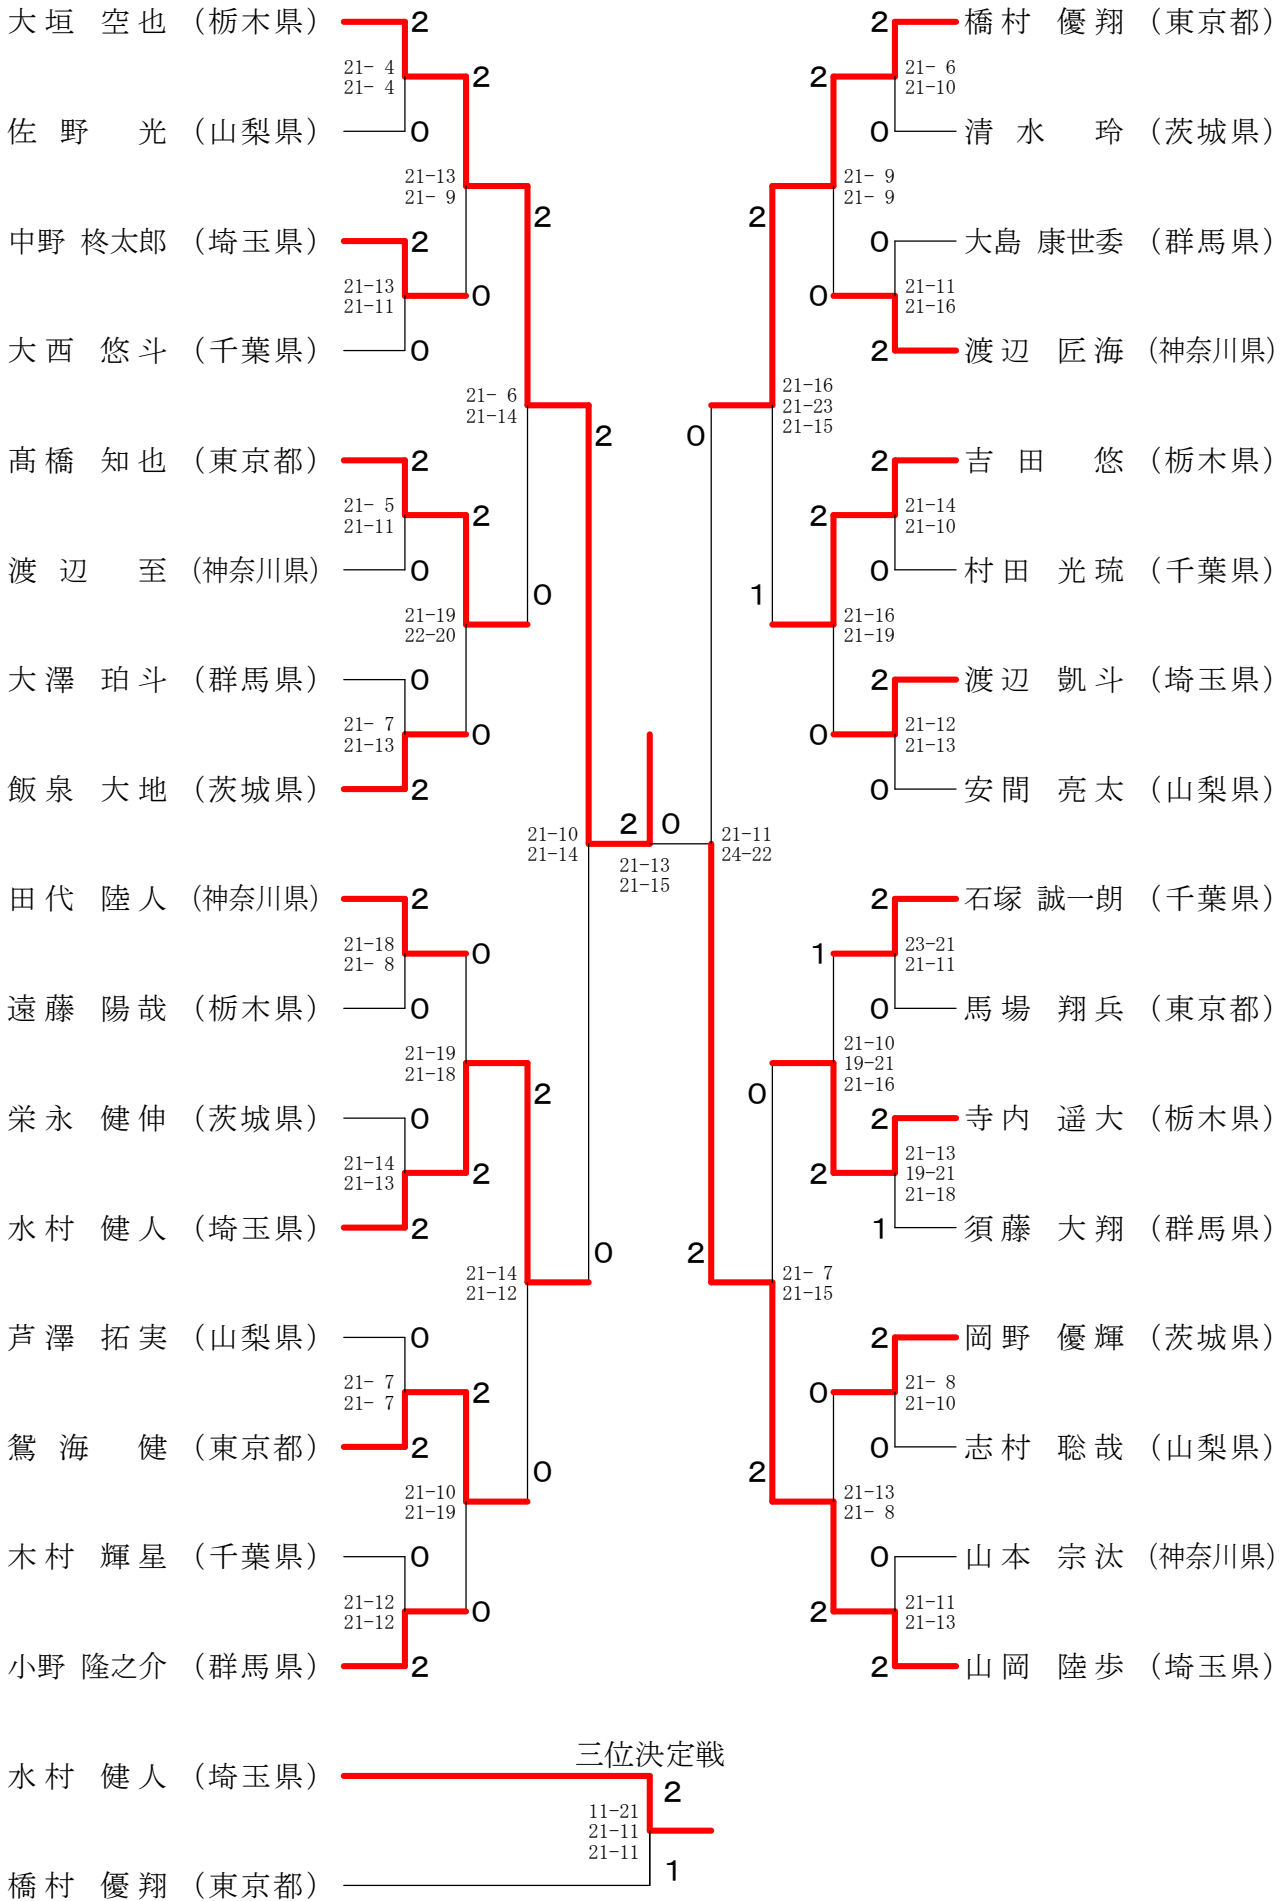 大垣 空也 (栃木県) 2
21- 4
21- 4
2
佐野 光 (山梨県) 0
21-13
21- 9
2
中野 柊太郎 (埼玉県) 2
21-13
21-11
0
大西 悠斗 (千葉県) 0
21- 6
21-14
2
髙橋 知也 (東京都) 2
21- 5
21-11
2
渡辺 至 (神奈川県) 0
0
21-19
22-20
大澤 珀斗 (群馬県) 0
21- 7
21-13
0
飯泉 大地 (茨城県) 2
21-10
21-14
2 0
21-13
21-15
田代 陸人 (神奈川県) 2
21-18
21- 8
0
遠藤 陽哉 (栃木県) 0
21-19
21-18
2
栄永 健伸 (茨城県) 0
21-14
21-13
2
水村 健人 (埼玉県) 2
0
21-14
21-12
芦澤 拓実 (山梨県) 0
21- 7
21- 7
2
鴛海 健 (東京都) 2
0
21-10
21-19
木村 輝星 (千葉県) 0
21-12
21-12
0
小野 隆之介 (群馬県) 2
2 橋村 優翔 (東京都)
2
21- 6
21-10
0 清水 玲 (茨城県)
21- 9
21- 9
2
0 大島 康世委 (群馬県)
0
21-11
21-16
2 渡辺 匠海 (神奈川県)
21-16
21-23
21-15
0
2 吉田 悠 (栃木県)
2
21-14
21-10
0 村田 光琉 (千葉県)
1
21-16
21-19
2 渡辺 凱斗 (埼玉県)
0
21-12
21-13
0 安間 亮太 (山梨県)
21-11
24-22
2 石塚 誠一朗 (千葉県)
1
23-21
21-11
0 馬場 翔兵 (東京都)
21-10
19-21
21-16
0
2 寺内 遥大 (栃木県)
2
21-13
19-21
21-18
1 須藤 大翔 (群馬県)
2
21- 7
21-15
2 岡野 優輝 (茨城県)
0
21- 8
21-10
0 志村 聡哉 (山梨県)
2
21-13
21- 8
0 山本 宗汰 (神奈川県)
2
21-11
21-13
2 山岡 陸歩 (埼玉県)
三位決定戦
水村 健人 (埼玉県) 2
11-21
21-11
21-11
橋村 優翔 (東京都) 1